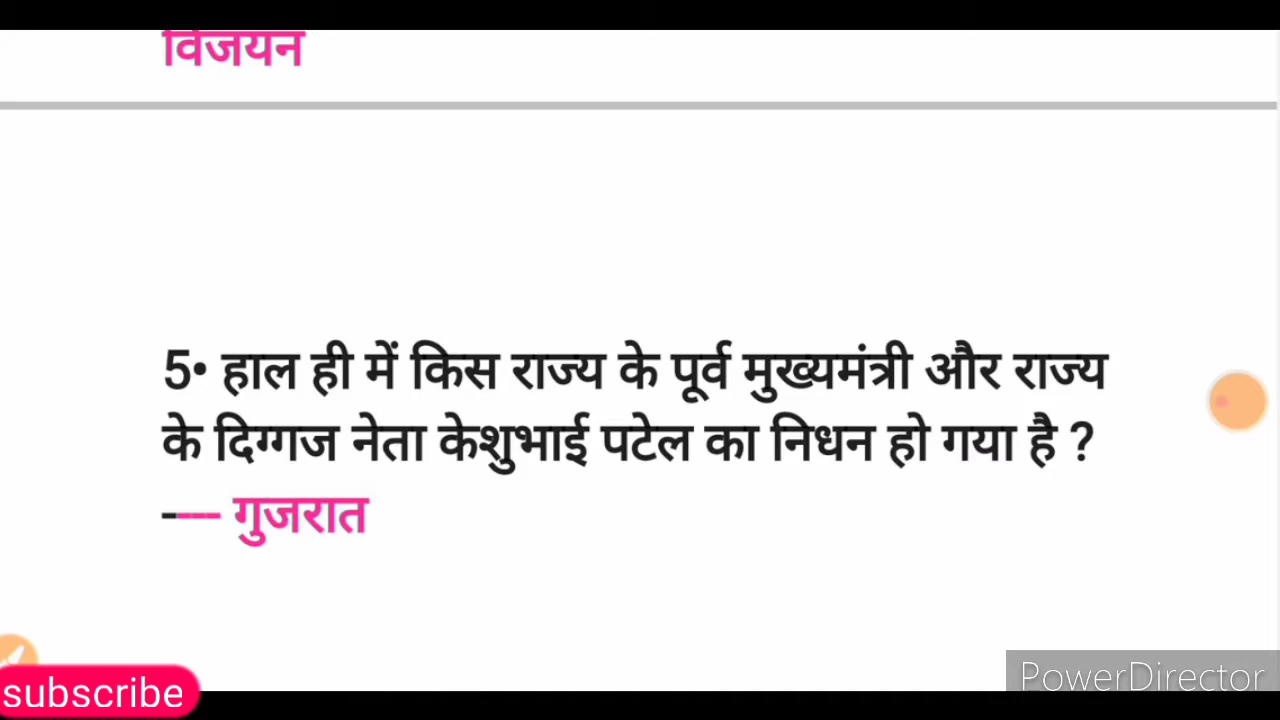 विजयन
5• हाल ही में किस राज्य के पूर्व मुख्यमंत्री और राज्य
के दिग्गज नेता केशुभाई पटेल का निधन हो गया है ?
---- गुजरात
subscribe
PowerDirector